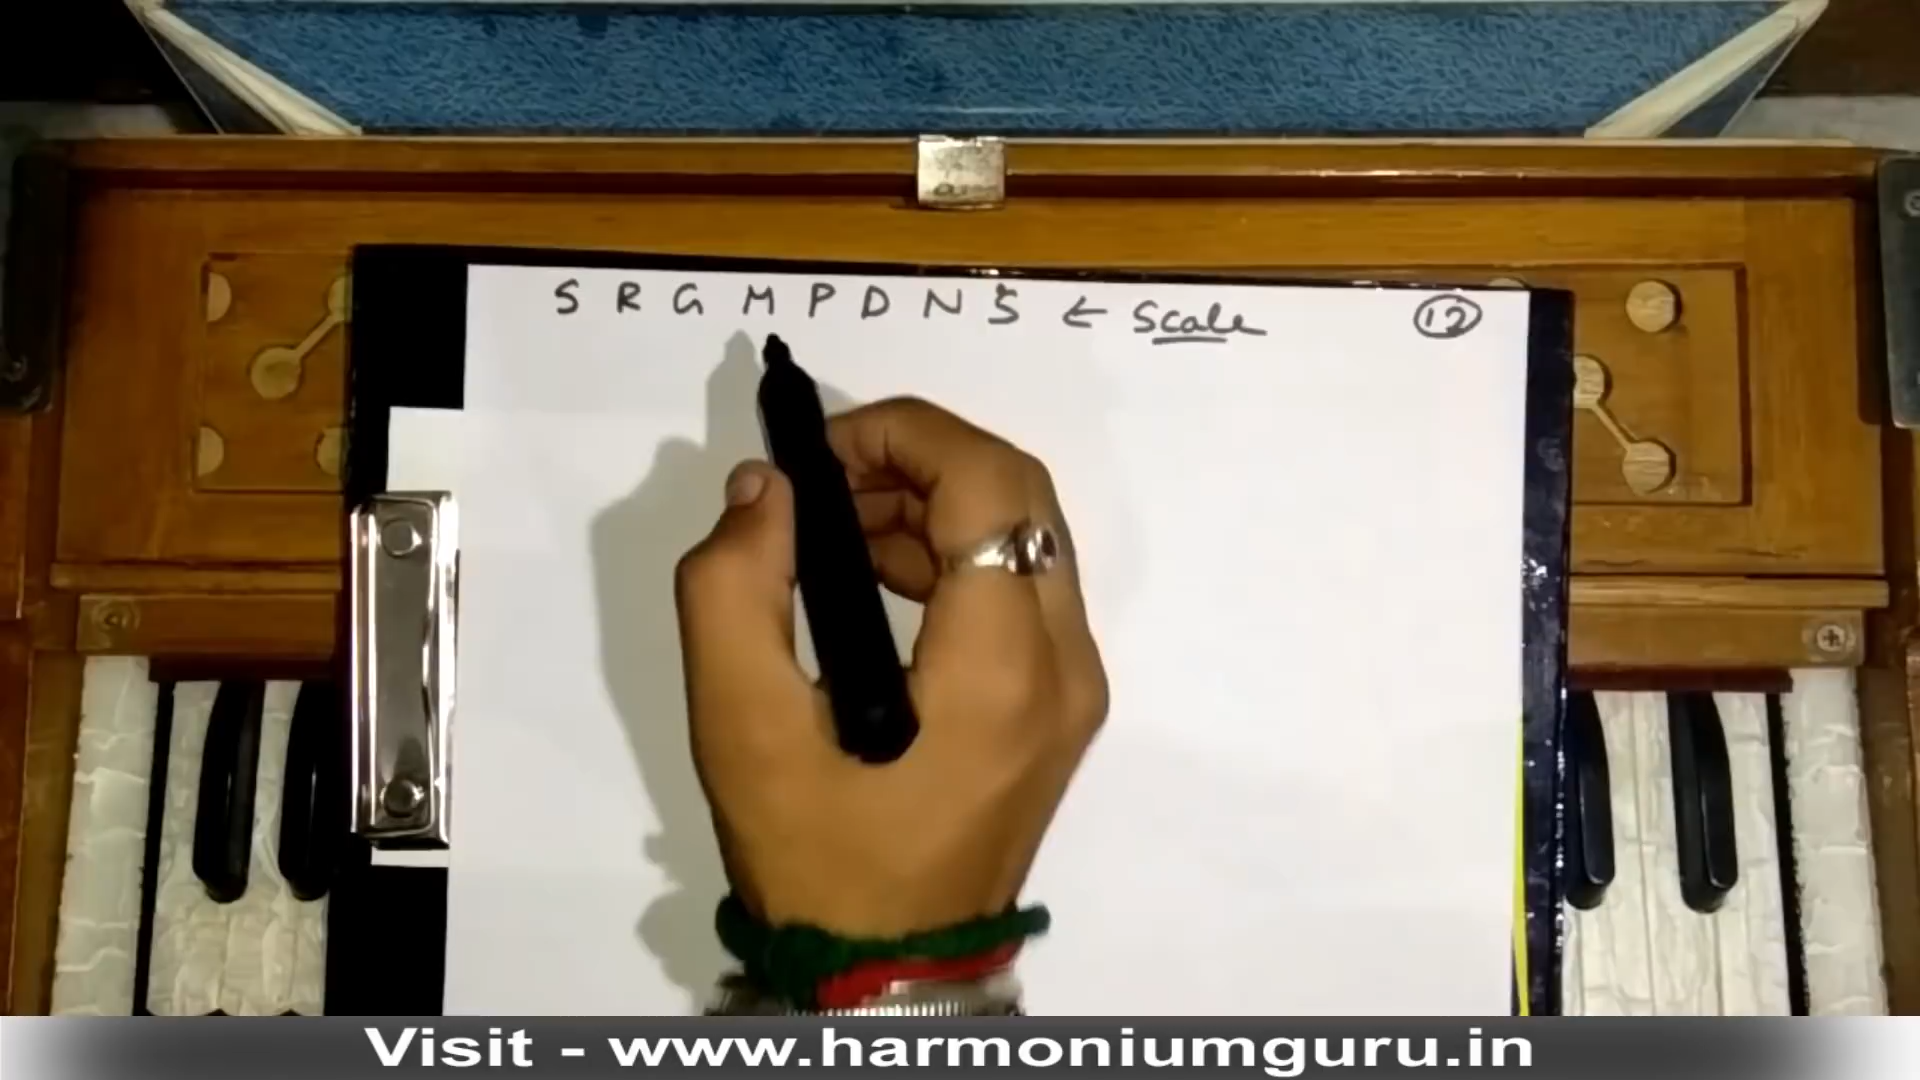 S R G M P D N Ṡ ← Scale 12
Visit - www.harmoniumguru.in